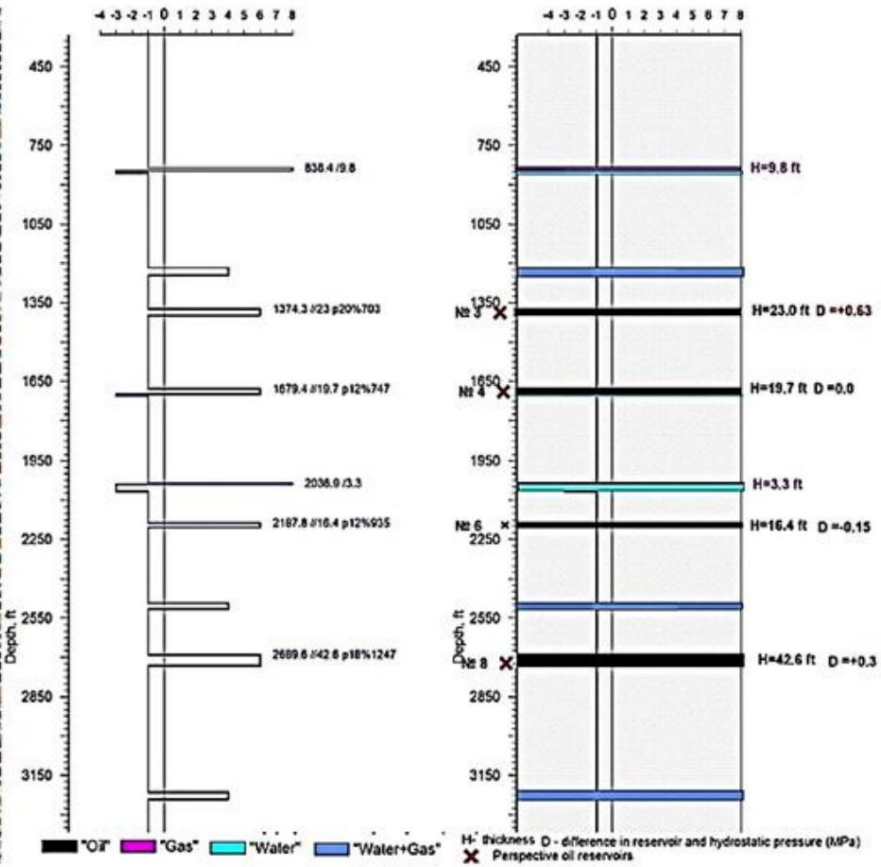 -4 -3 -2 -1 0 1 2 3 4 5 6 7 8
450
750
838.4 /9.8
1050
1350
1374.3 //23 p20%703
1650
1679.4 //19.7 p12%747
1950
2036.9 /3.3
2187.8 //16.4 p12%935
2250
2550
Depth, ft
2689.6 //42.6 p18%1247
2850
3150
-4 -3 -2 -1 0 1 2 3 4 5 6 7 8
450
750
H=9.8 ft
1050
1350
№ 3
H=23.0 ft D =+0.63
1650
№ 4
H=19.7 ft D =0.0
1950
H=3.3 ft
№ 6
H=16.4 ft D =-0.15
2250
2550
Depth, ft
№ 8
H=42.6 ft D =+0.3
2850
3150
"Oil" "Gas" "Water" "Water+Gas"
H- thickness D - difference in reservoir and hydrostatic pressure (MPa)
Perspective oil reservoirs